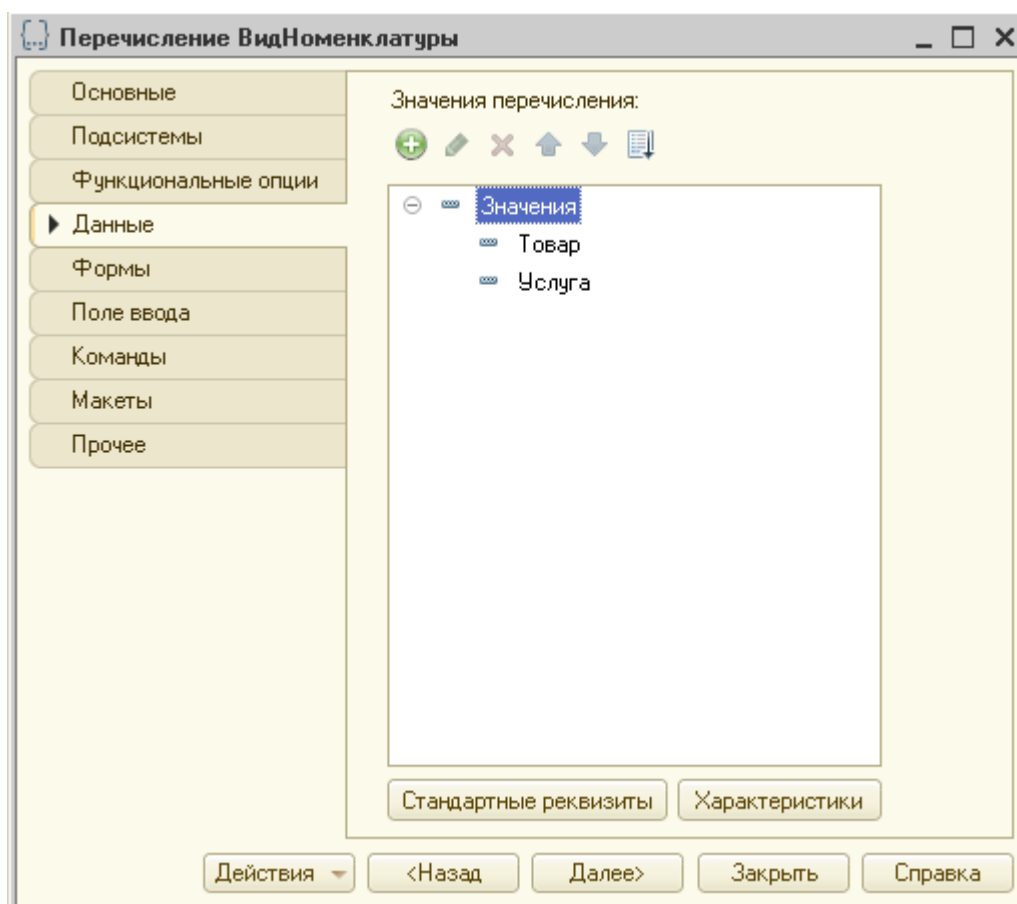 Перечисление ВидНоменклатуры
Основные
Подсистемы
Функциональные опции
Данные
Формы
Поле ввода
Команды
Макеты
Прочее
Значения перечисления:
Значения
Товар
Услуга
Стандартные реквизиты
Характеристики
Действия
<Назад
Далее>
Закрыть
Справка